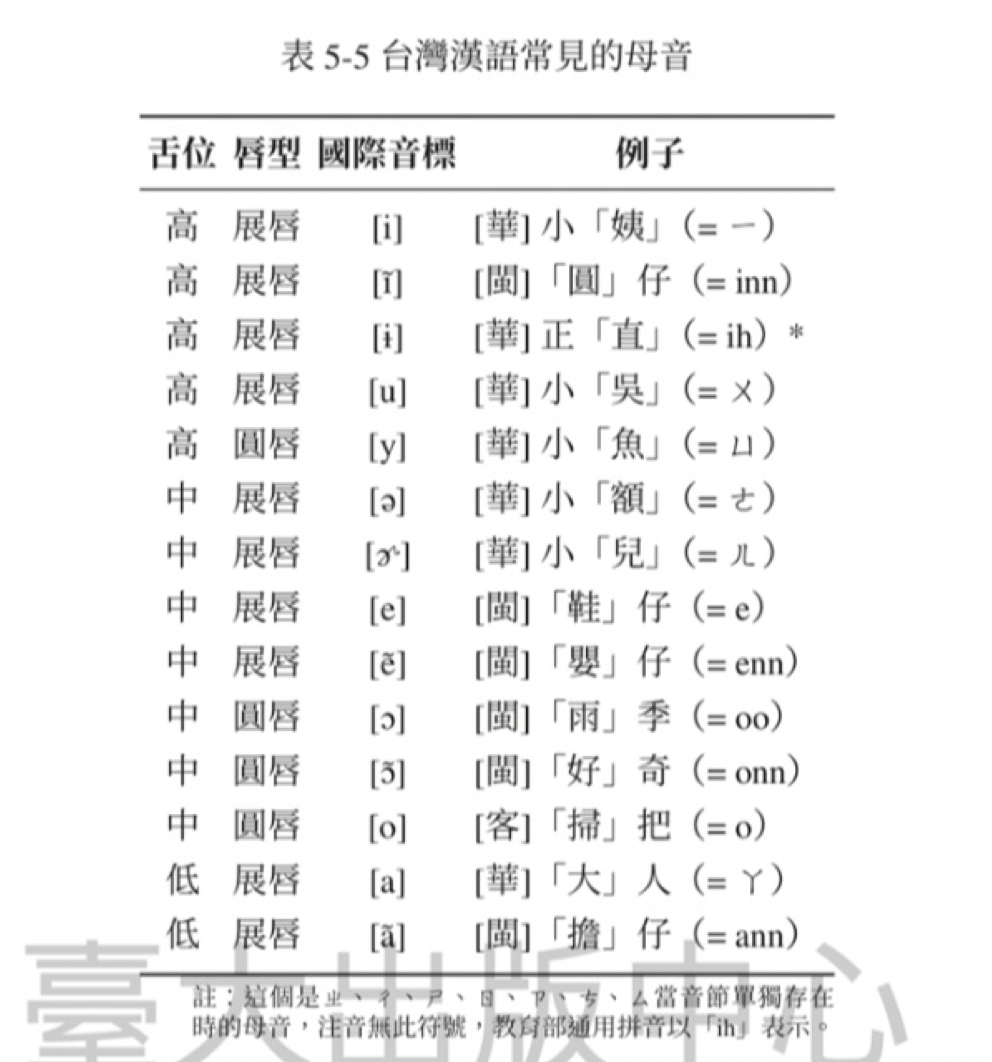 表 5-5 台灣漢語常見的母音
舌位 唇型 國際音標 例子
高 展唇 [i] [華] 小「姨」(= ㄧ)
高 展唇 [ĩ] [閩]「圓」仔 (= inn)
高 展唇 [ɨ] [華] 正「直」(= ih) *
高 展唇 [u] [華] 小「吳」(= ㄨ)
高 圓唇 [y] [華] 小「魚」(= ㄩ)
中 展唇 [ə] [華] 小「額」(= ㄜ)
中 展唇 [ɚ] [華] 小「兒」(= ㄦ)
中 展唇 [e] [閩]「鞋」仔 (= e)
中 展唇 [ẽ] [閩]「嬰」仔 (= enn)
中 圓唇 [ɔ] [閩]「雨」季 (= oo)
中 圓唇 [ɔ̃] [閩]「好」奇 (= onn)
中 圓唇 [o] [客]「掃」把 (= o)
低 展唇 [a] [華]「大」人 (= ㄚ)
低 展唇 [ã] [閩]「擔」仔 (= ann)
註：這個是ㄓ、ㄔ、ㄕ、ㄖ、ㄗ、ㄘ、ㄙ當音節單獨存在
時的母音，注音無此符號，教育部通用拼音以「ih」表示。
臺大出版中心